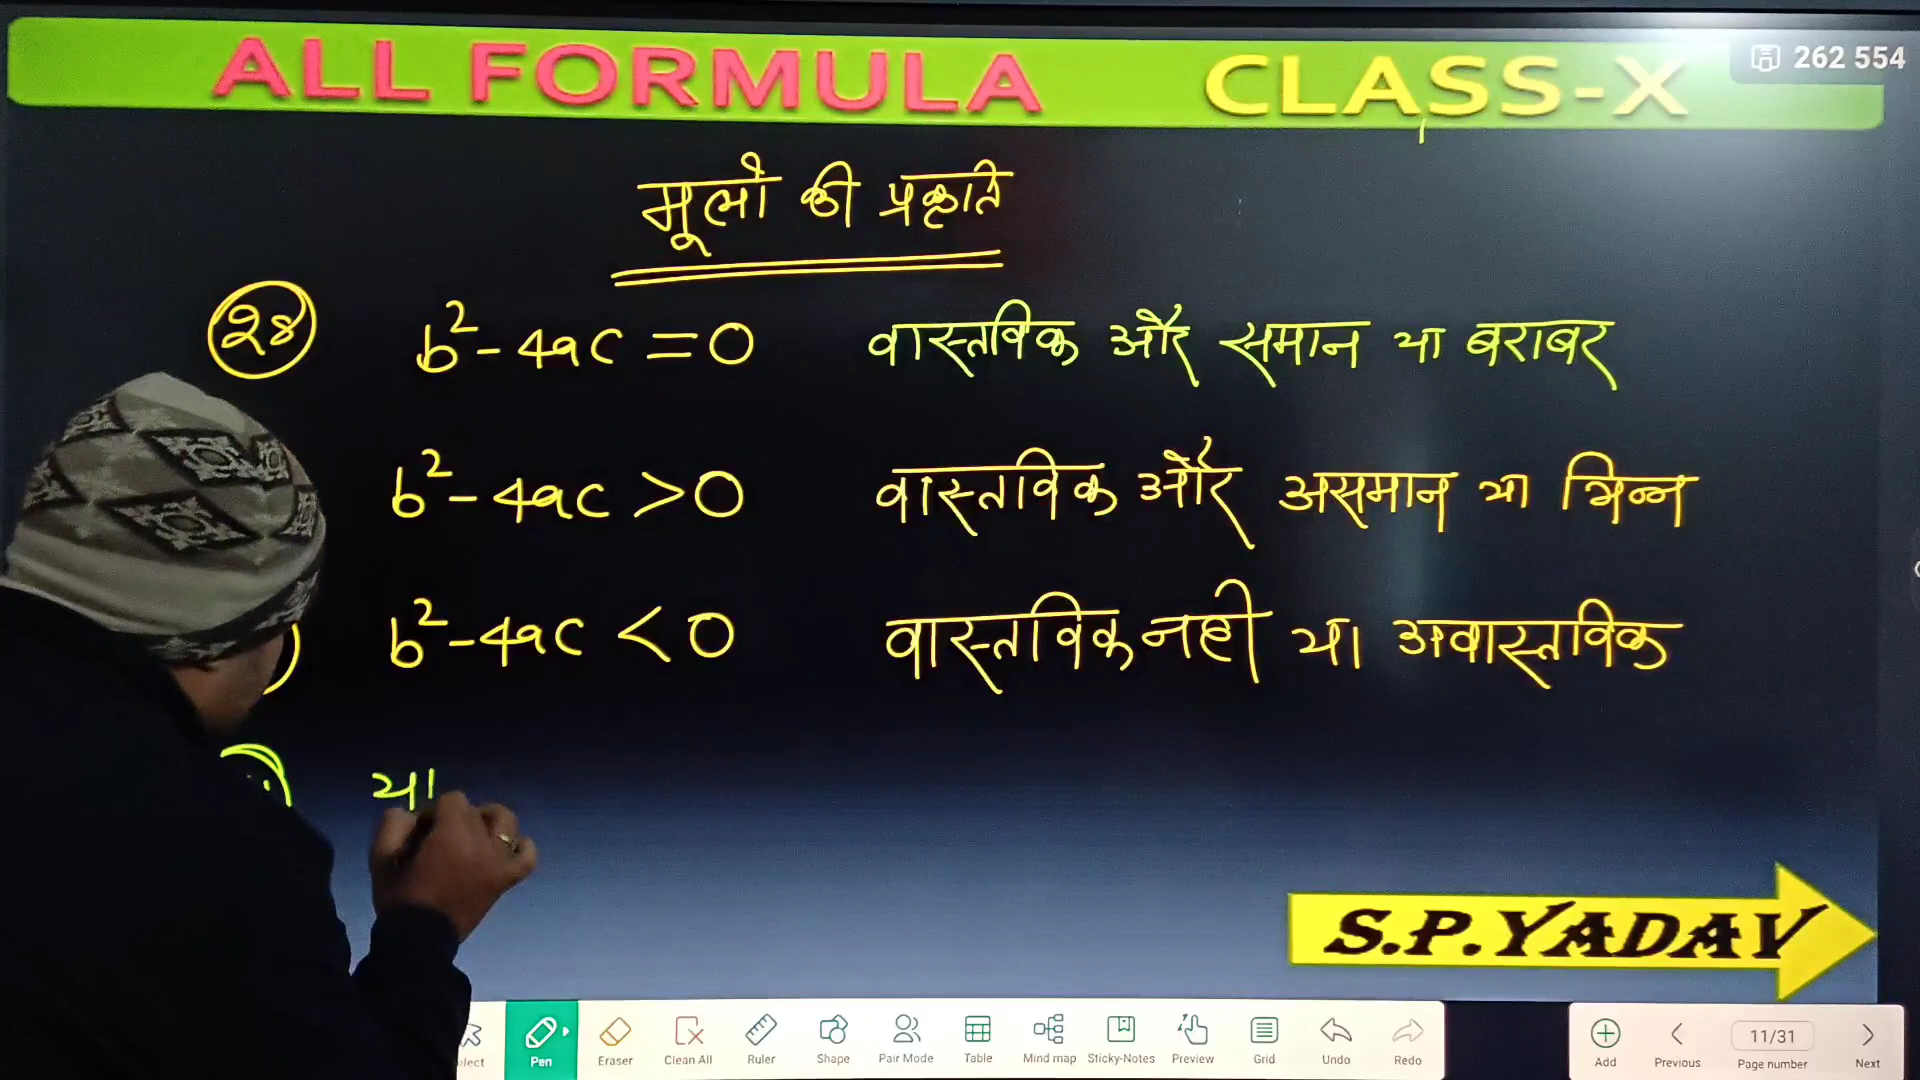 ALL FORMULA CLASS-X
262 554
मूलों की प्रकृति
२४ b²-4ac=0 वास्तविक और समान या बराबर
b²-4ac>0 वास्तविक और असमान या भिन्न
b²-4ac<0 वास्तविक नही या अवास्तविक
या
S.P.YADAV
Pen Eraser Clean All Ruler Shape Pair Mode Table Mind map Sticky-Notes Preview Grid Undo Redo
Add Previous 11/31 Page number Next